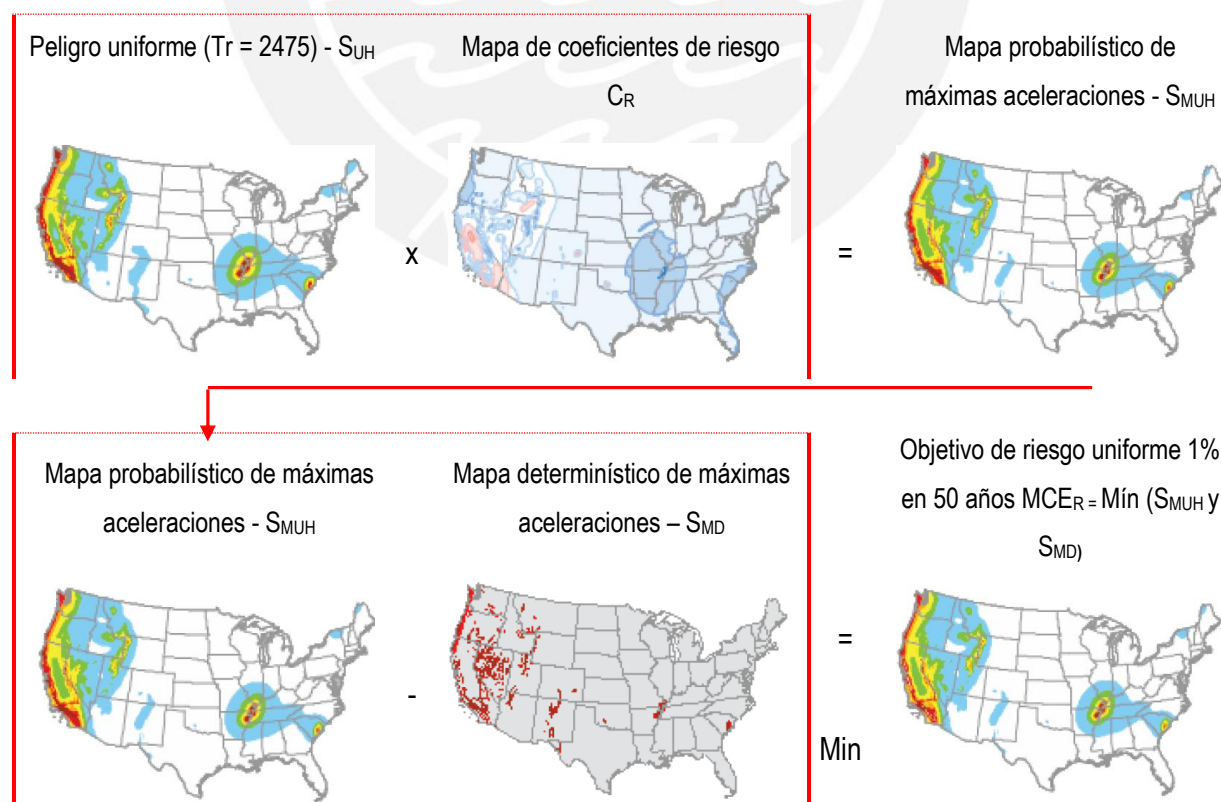 Peligro uniforme (Tr = 2475) - SUH
Mapa de coeficientes de riesgo
CR
Mapa probabilístico de
máximas aceleraciones - SMUH
x
=
Mapa probabilístico de máximas
aceleraciones - SMUH
Mapa determinístico de máximas
aceleraciones – SMD
Objetivo de riesgo uniforme 1%
en 50 años MCER = Mín (SMUH y
SMD)
-
=
Min